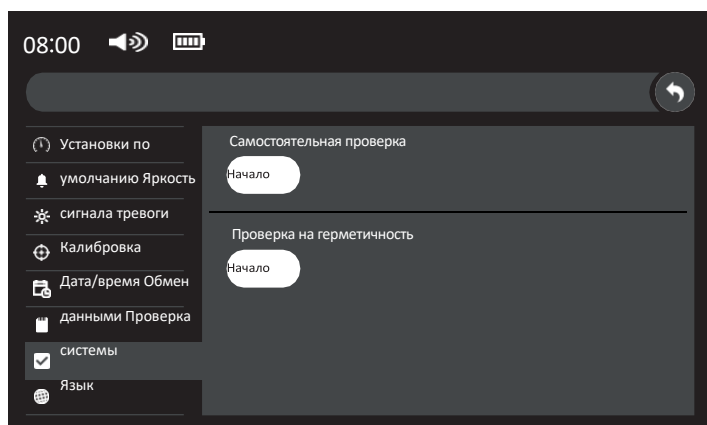 08:00
Установки по
умолчанию Яркость
сигнала тревоги
Калибровка
Дата/время Обмен
данными Проверка
системы
Язык
Самостоятельная проверка
Начало
Проверка на герметичность
Начало